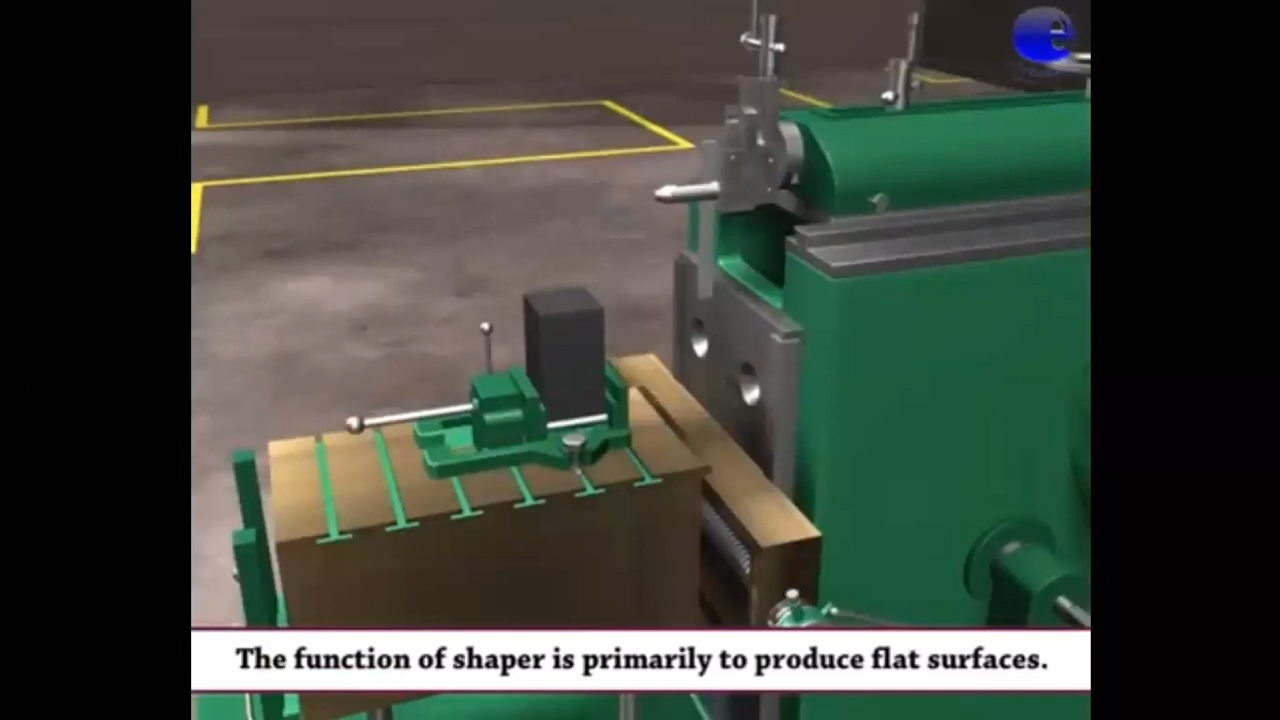 The function of shaper is primarily to produce flat surfaces.